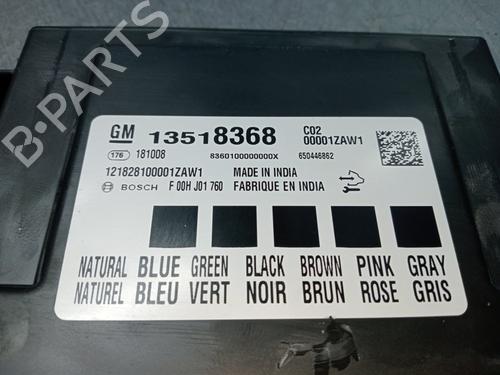 GM 13518368 C02
00001ZAW1
176 181008 8360100000000X 650446862
121828100001ZAW1 MADE IN INDIA
BOSCH F 00H J01 760 FABRIQUE EN INDIA
NATURAL BLUE GREEN BLACK BROWN PINK GRAY
NATUREL BLEU VERT NOIR BRUN ROSE GRIS
B-PARTS